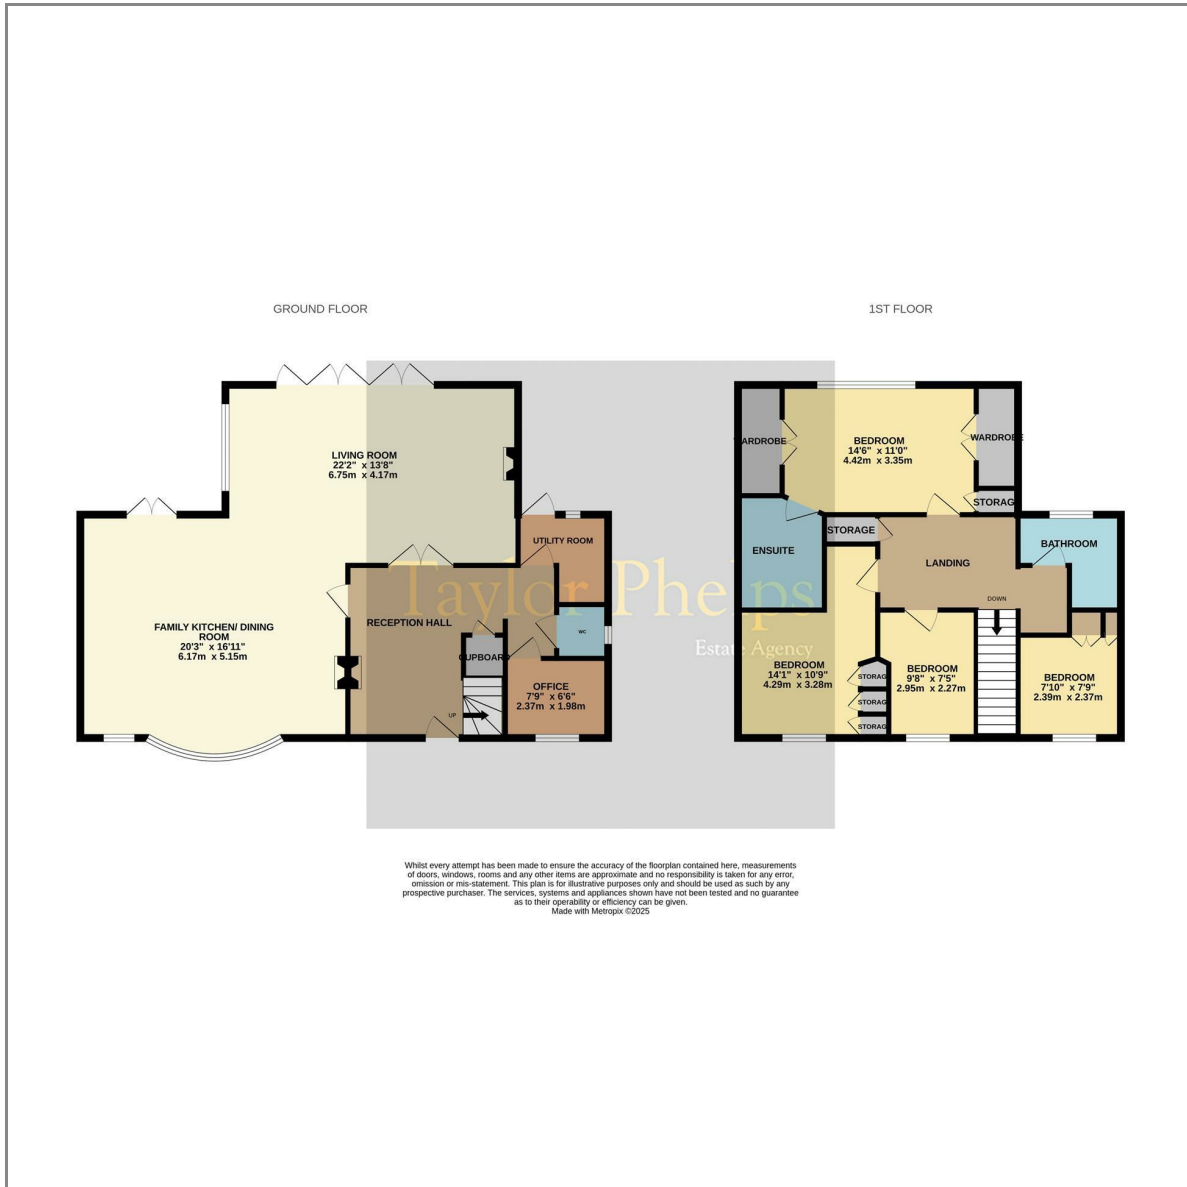 GROUND FLOOR
1ST FLOOR
LIVING ROOM
22'2" x 13'8"
6.75m x 4.17m
UTILITY ROOM
RECEPTION HALL
FAMILY KITCHEN/ DINING
ROOM
20'3" x 16'11"
6.17m x 5.15m
WC
CUPBOARD
OFFICE
7'9" x 6'6"
2.37m x 1.98m
UP
WARDROBE
BEDROOM
14'6" x 11'0"
4.42m x 3.35m
WARDROBE
STORAG
STORAGE
ENSUITE
BATHROOM
LANDING
DOWN
BEDROOM
14'1" x 10'9"
4.29m x 3.28m
STORAG
STORAG
STORAG
BEDROOM
9'8" x 7'5"
2.95m x 2.27m
BEDROOM
7'10" x 7'9"
2.39m x 2.37m
Taylor Phelps
Estate Agency
Whilst every attempt has been made to ensure the accuracy of the floorplan contained here, measurements
of doors, windows, rooms and any other items are approximate and no responsibility is taken for any error,
omission or mis-statement. This plan is for illustrative purposes only and should be used as such by any
prospective purchaser. The services, systems and appliances shown have not been tested and no guarantee
as to their operability or efficiency can be given.
Made with Metropix ©2025